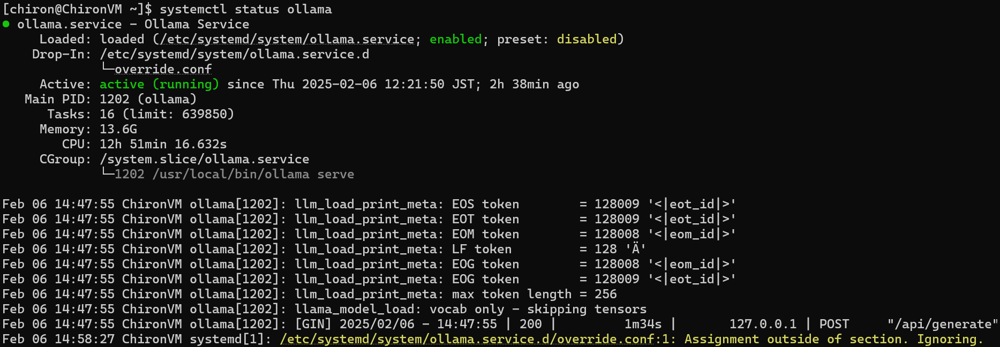 [chiron@ChironVM ~]$ systemctl status ollama
● ollama.service - Ollama Service
     Loaded: loaded (/etc/systemd/system/ollama.service; enabled; preset: disabled)
    Drop-In: /etc/systemd/system/ollama.service.d
             └─override.conf
     Active: active (running) since Thu 2025-02-06 12:21:50 JST; 2h 38min ago
   Main PID: 1202 (ollama)
      Tasks: 16 (limit: 639850)
     Memory: 13.6G
        CPU: 12h 51min 16.632s
     CGroup: /system.slice/ollama.service
             └─1202 /usr/local/bin/ollama serve

Feb 06 14:47:55 ChironVM ollama[1202]: llm_load_print_meta: EOS token        = 128009 '<|eot_id|>'
Feb 06 14:47:55 ChironVM ollama[1202]: llm_load_print_meta: EOT token        = 128009 '<|eot_id|>'
Feb 06 14:47:55 ChironVM ollama[1202]: llm_load_print_meta: EOM token        = 128008 '<|eom_id|>'
Feb 06 14:47:55 ChironVM ollama[1202]: llm_load_print_meta: LF token         = 128 'Ä'
Feb 06 14:47:55 ChironVM ollama[1202]: llm_load_print_meta: EOG token        = 128008 '<|eom_id|>'
Feb 06 14:47:55 ChironVM ollama[1202]: llm_load_print_meta: EOG token        = 128009 '<|eot_id|>'
Feb 06 14:47:55 ChironVM ollama[1202]: llm_load_print_meta: max token length = 256
Feb 06 14:47:55 ChironVM ollama[1202]: llama_model_load: vocab only - skipping tensors
Feb 06 14:47:55 ChironVM ollama[1202]: [GIN] 2025/02/06 - 14:47:55 | 200 |         1m34s |       127.0.0.1 | POST     "/api/generate"
Feb 06 14:58:27 ChironVM systemd[1]: /etc/systemd/system/ollama.service.d/override.conf:1: Assignment outside of section. Ignoring.